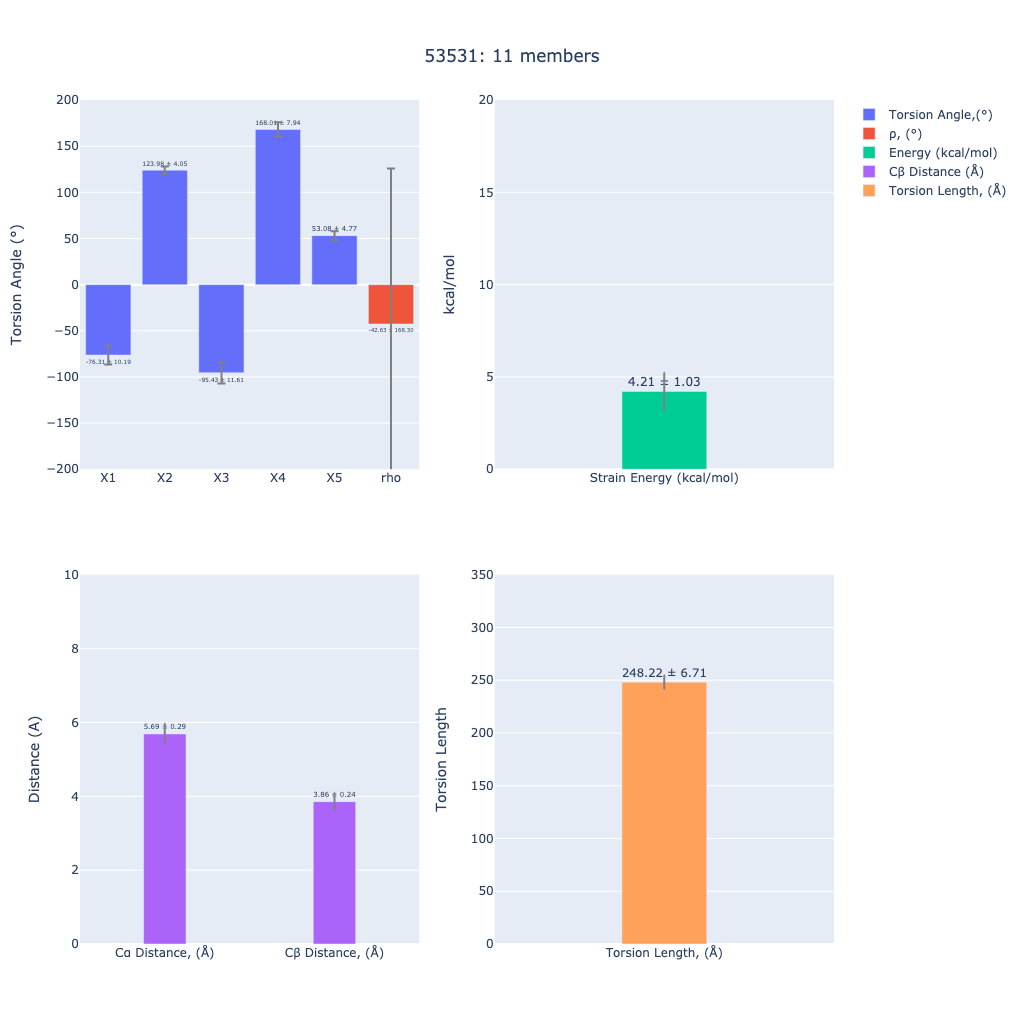 53531: 11 members
Torsion Angle (°)
200
150
100
50
0
−50
−100
−150
−200
-76.31 ± 10.19
123.98 ± 4.05
-95.43 ± 11.61
168.01 ± 7.94
53.08 ± 4.77
-42.63 ± 168.30
X1 X2 X3 X4 X5 rho
kcal/mol
20
15
10
5
0
4.21 ± 1.03
Strain Energy (kcal/mol)
Torsion Angle,(°)
ρ, (°)
Energy (kcal/mol)
Cβ Distance (Å)
Torsion Length, (Å)
Distance (A)
10
8
6
4
2
0
5.69 ± 0.29
3.86 ± 0.24
Cα Distance, (Å) Cβ Distance, (Å)
Torsion Length
350
300
250
200
150
100
50
0
248.22 ± 6.71
Torsion Length, (Å)